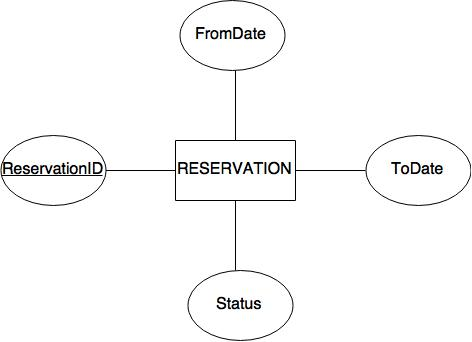 FromDate
ReservationID
RESERVATION
ToDate
Status